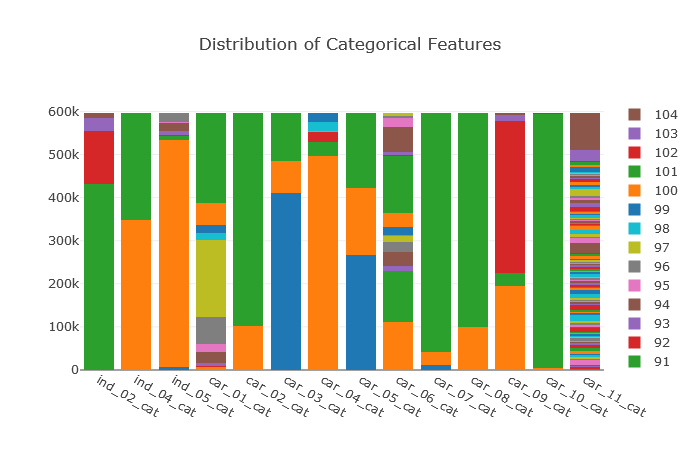 Distribution of Categorical Features
600k
500k
400k
300k
200k
100k
0
ind_02_cat
ind_04_cat
ind_05_cat
car_01_cat
car_02_cat
car_03_cat
car_04_cat
car_05_cat
car_06_cat
car_07_cat
car_08_cat
car_09_cat
car_10_cat
car_11_cat
104
103
102
101
100
99
98
97
96
95
94
93
92
91